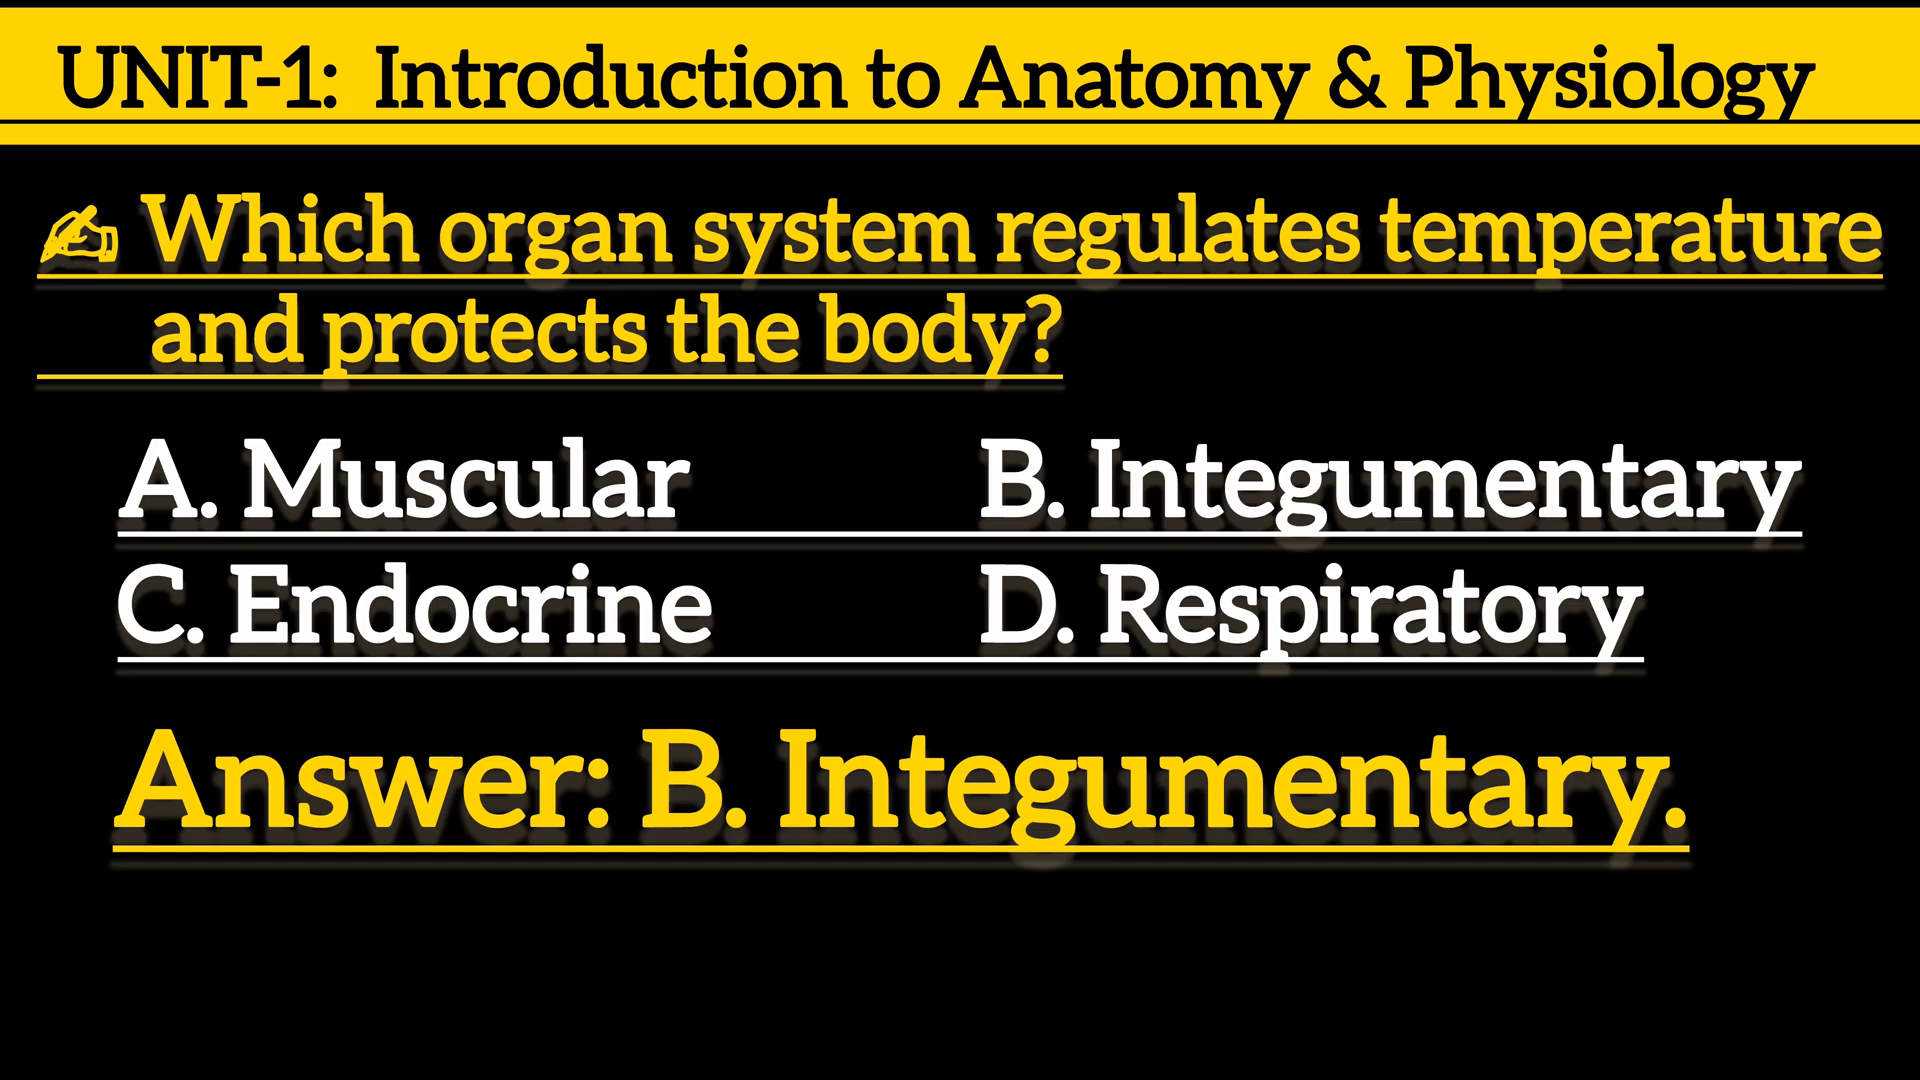 UNIT-1: Introduction to Anatomy & Physiology
✍ Which organ system regulates temperature
and protects the body?
A. Muscular B. Integumentary
C. Endocrine D. Respiratory
Answer: B. Integumentary.